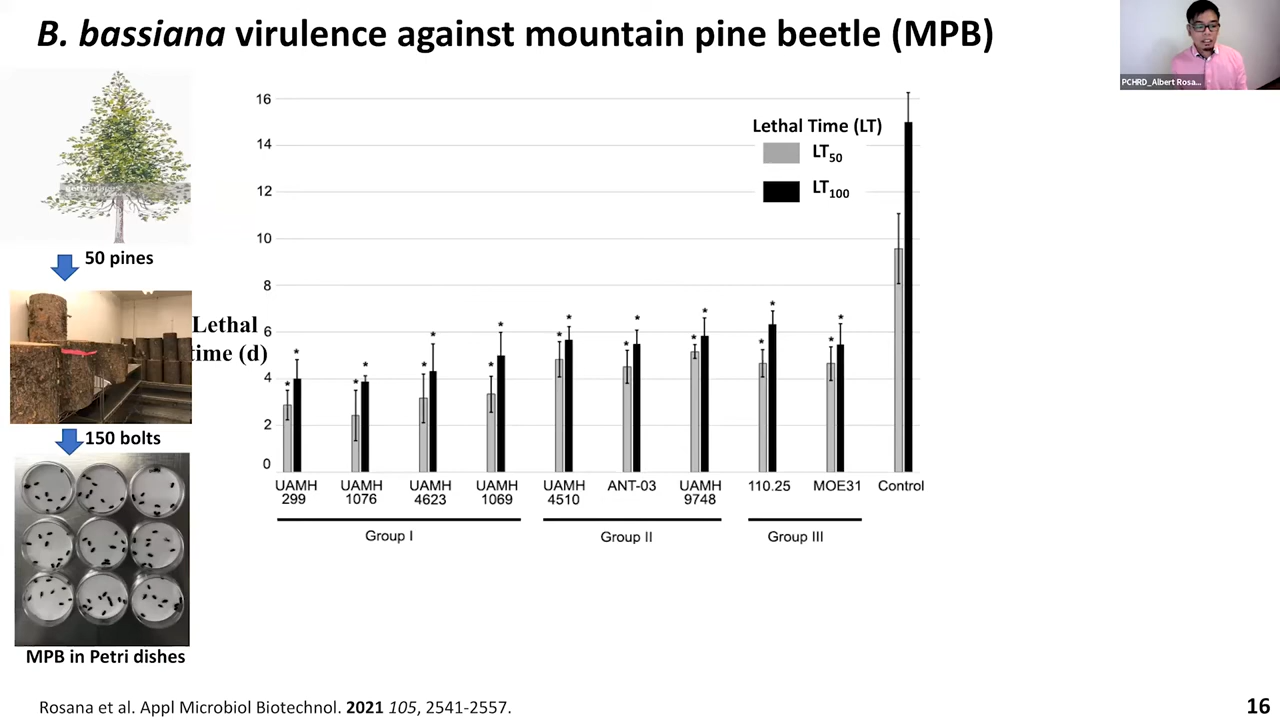 B. bassiana virulence against mountain pine beetle (MPB)
PCHRD_Albert Rosa...
gettyimages
50 pines
150 bolts
MPB in Petri dishes
Lethal
time (d)
16
14
12
10
8
6
4
2
0
Lethal Time (LT)
LT50
LT100
* * * * * * * * * * * * * * * * * *
UAMH 299
UAMH 1076
UAMH 4623
UAMH 1069
UAMH 4510
ANT-03
UAMH 9748
110.25
MOE31
Control
Group I
Group II
Group III
Rosana et al. Appl Microbiol Biotechnol. 2021 105, 2541-2557.
16